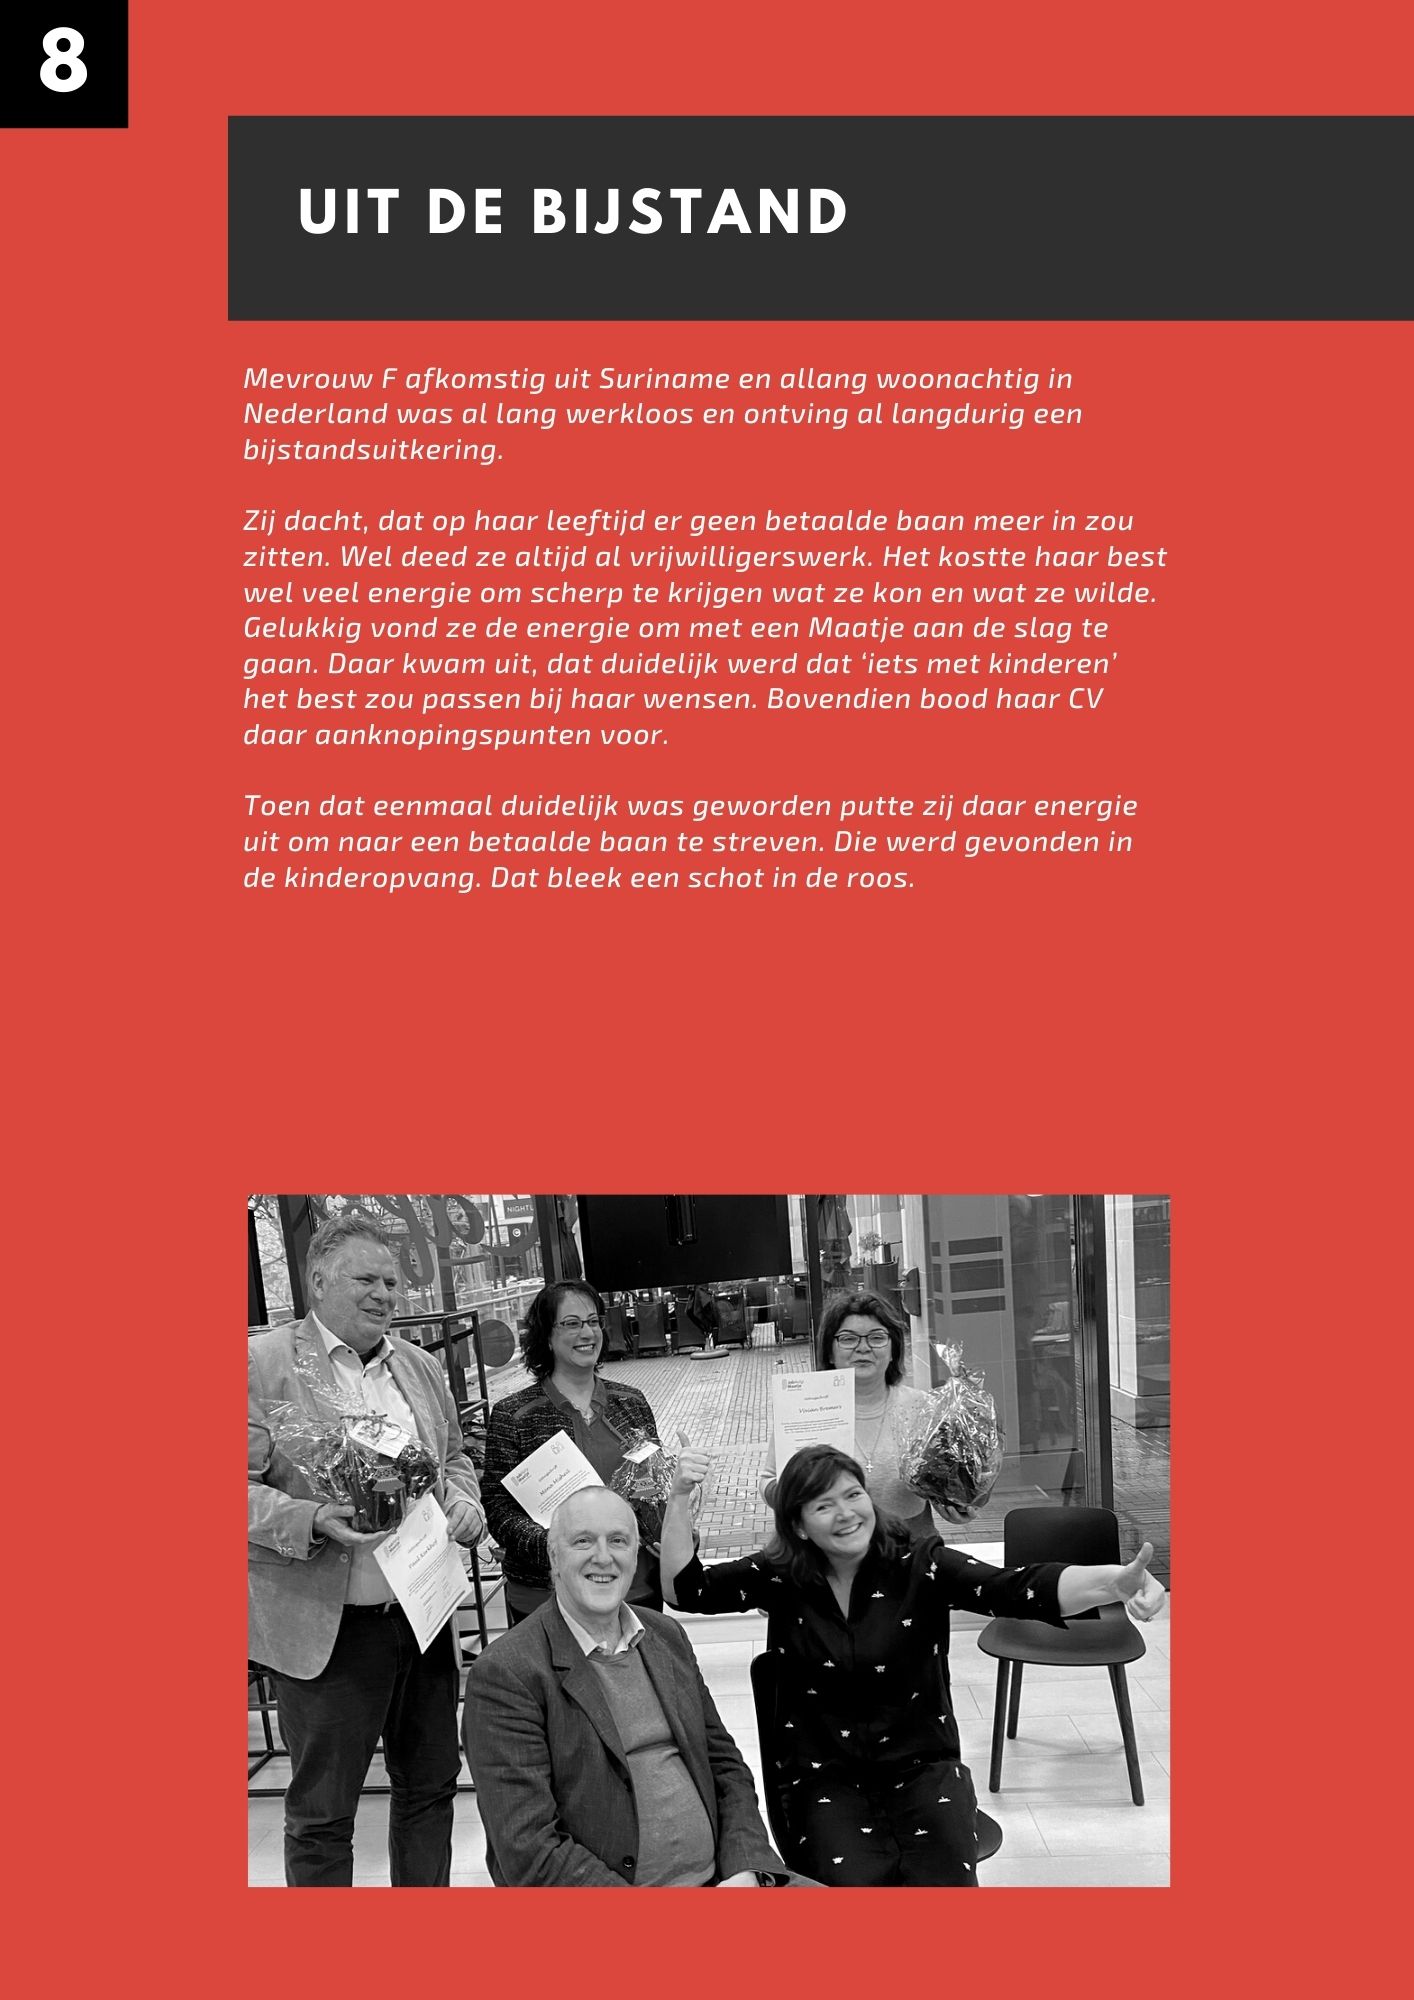 8
UIT DE BIJSTAND
Mevrouw F afkomstig uit Suriname en allang woonachtig in
Nederland was al lang werkloos en ontving al langdurig een
bijstandsuitkering.
Zij dacht, dat op haar leeftijd er geen betaalde baan meer in zou
zitten. Wel deed ze altijd al vrijwilligerswerk. Het kostte haar best
wel veel energie om scherp te krijgen wat ze kon en wat ze wilde.
Gelukkig vond ze de energie om met een Maatje aan de slag te
gaan. Daar kwam uit, dat duidelijk werd dat ‘iets met kinderen’
het best zou passen bij haar wensen. Bovendien bood haar CV
daar aanknopingspunten voor.
Toen dat eenmaal duidelijk was geworden putte zij daar energie
uit om naar een betaalde baan te streven. Die werd gevonden in
de kinderopvang. Dat bleek een schot in de roos.
NIGHTL
Maatje